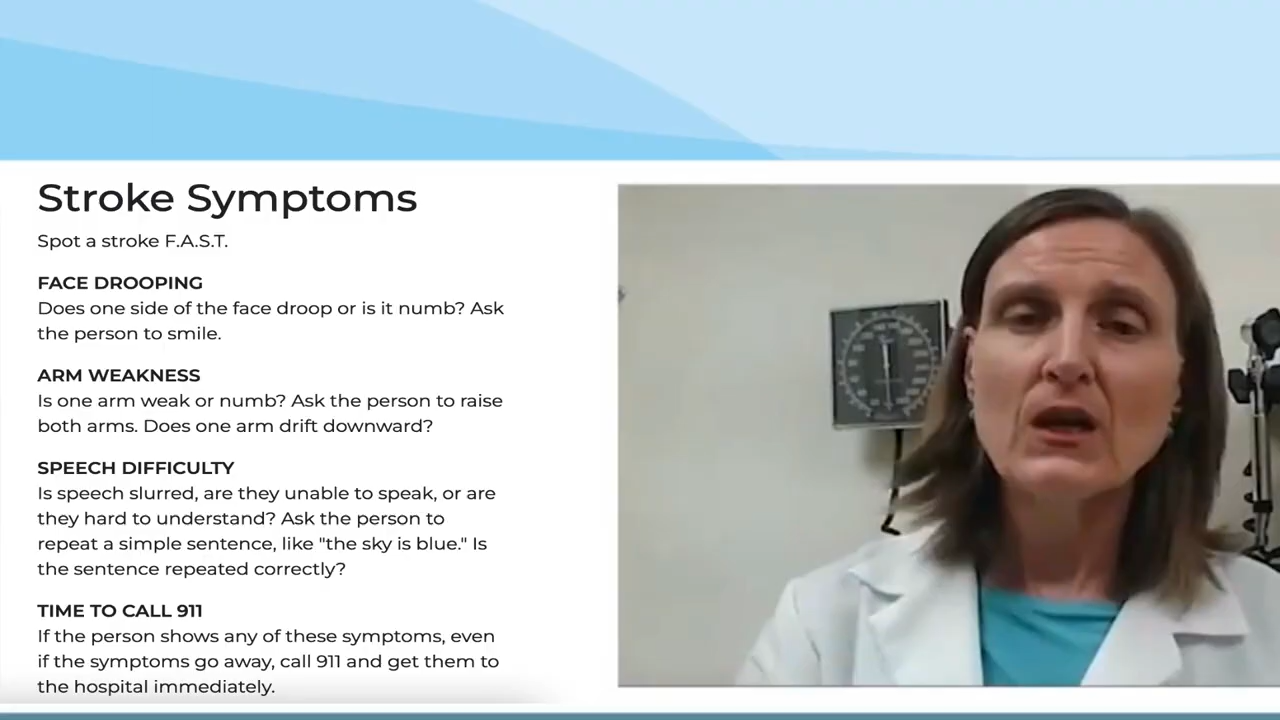 Stroke Symptoms
Spot a stroke F.A.S.T.
FACE DROOPING
Does one side of the face droop or is it numb? Ask
the person to smile.
ARM WEAKNESS
Is one arm weak or numb? Ask the person to raise
both arms. Does one arm drift downward?
SPEECH DIFFICULTY
Is speech slurred, are they unable to speak, or are
they hard to understand? Ask the person to
repeat a simple sentence, like "the sky is blue." Is
the sentence repeated correctly?
TIME TO CALL 911
If the person shows any of these symptoms, even
if the symptoms go away, call 911 and get them to
the hospital immediately.